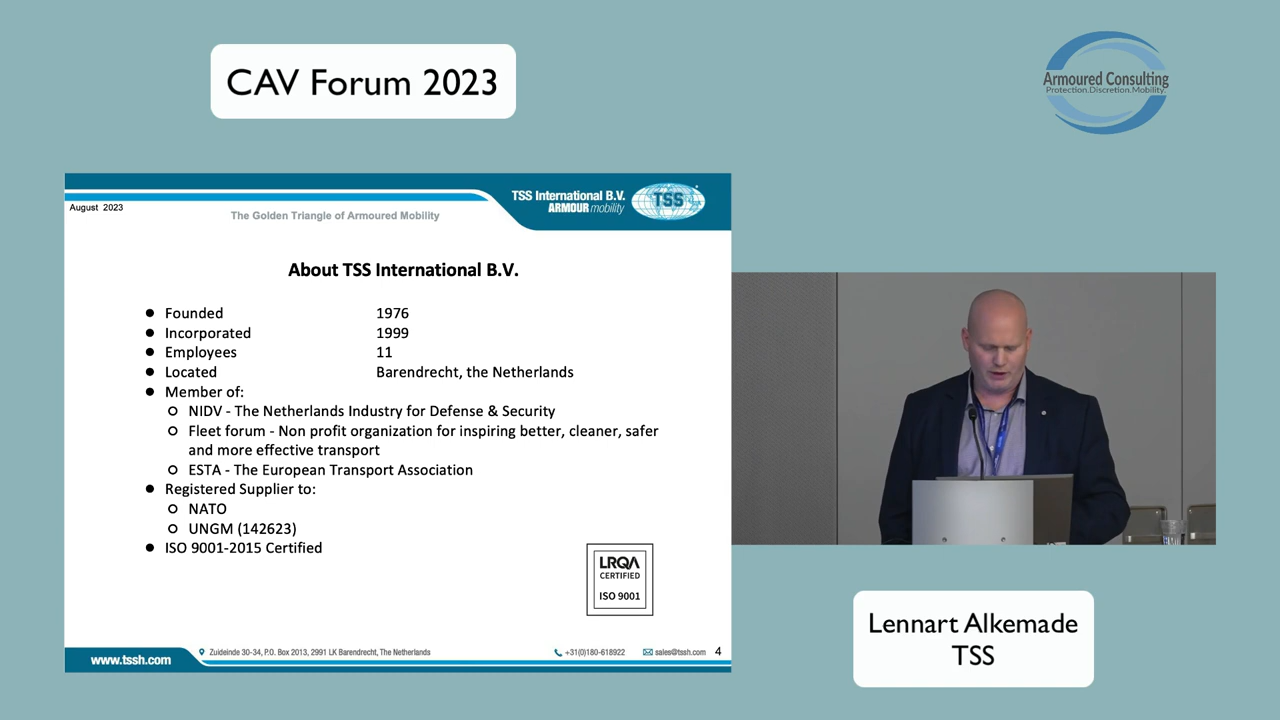 CAV Forum 2023
Armoured Consulting
Protection.Discretion.Mobility.
August 2023
The Golden Triangle of Armoured Mobility
TSS International B.V.
ARMOUR mobility
TSS
About TSS International B.V.
● Founded 1976
● Incorporated 1999
● Employees 11
● Located Barendrecht, the Netherlands
● Member of:
○ NIDV - The Netherlands Industry for Defense & Security
○ Fleet forum - Non profit organization for inspiring better, cleaner, safer
and more effective transport
○ ESTA - The European Transport Association
● Registered Supplier to:
○ NATO
○ UNGM (142623)
● ISO 9001-2015 Certified
LRQA
CERTIFIED
ISO 9001
www.tssh.com
Zuideinde 30-34, P.O. Box 2013, 2991 LK Barendrecht, The Netherlands
+31(0)180-618922
sales@tssh.com
4
Lennart Alkemade
TSS